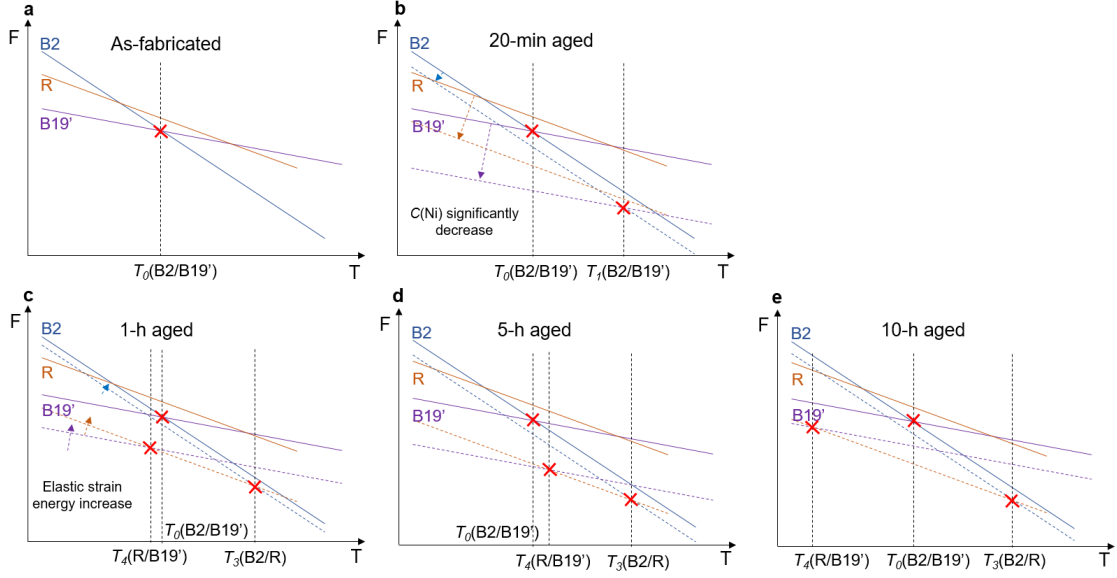 a
F
As-fabricated
B2
R
B19'
T
T0(B2/B19')
b
F
20-min aged
B2
R
B19'
C(Ni) significantly
decrease
T
T0(B2/B19') T1(B2/B19')
c
F
1-h aged
B2
R
B19'
Elastic strain
energy increase
T0(B2/B19')
T
T4(R/B19') T3(B2/R)
d
F
5-h aged
B2
R
B19'
T0(B2/B19')
T
T4(R/B19') T3(B2/R)
e
F
10-h aged
B2
R
B19'
T
T4(R/B19') T0(B2/B19') T3(B2/R)